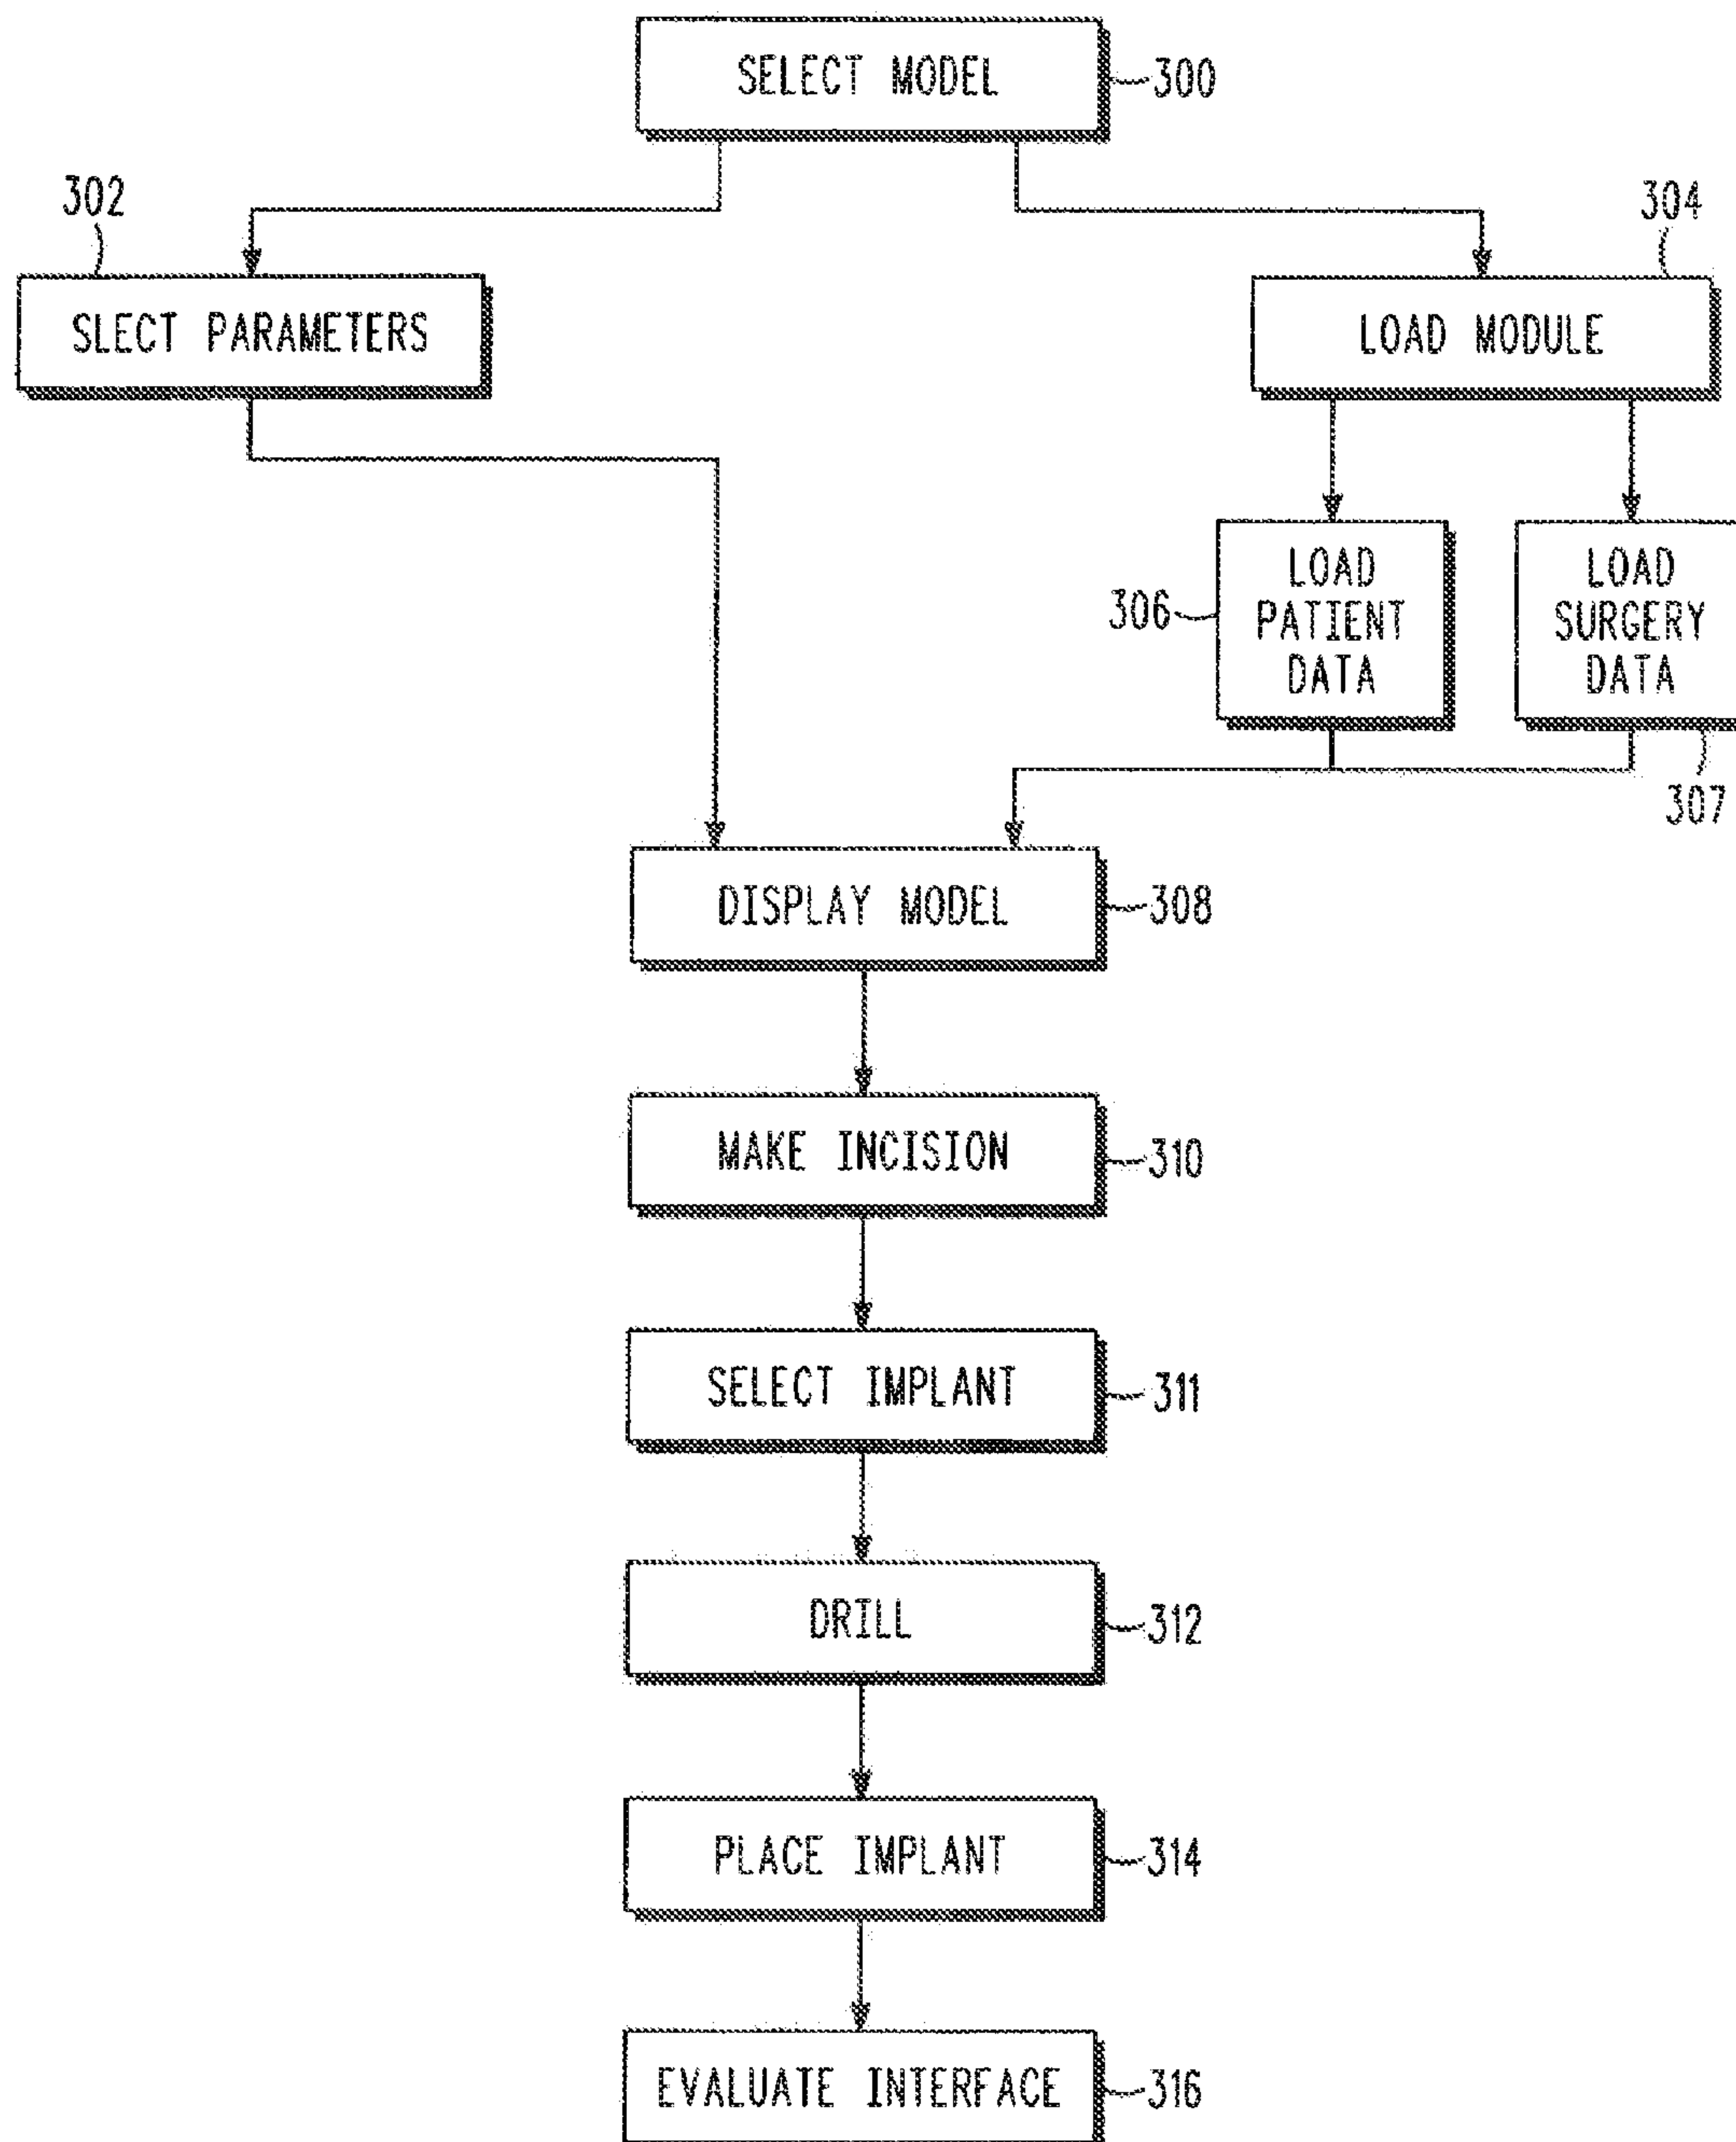 SELECT MODEL
300
302
304
SLECT PARAMETERS
LOAD MODULE
306
LOAD
PATIENT
DATA
LOAD
SURGERY
DATA
307
DISPLAY MODEL
308
MAKE INCISION
310
SELECT IMPLANT
311
DRILL
312
PLACE IMPLANT
314
EVALUATE INTERFACE
316